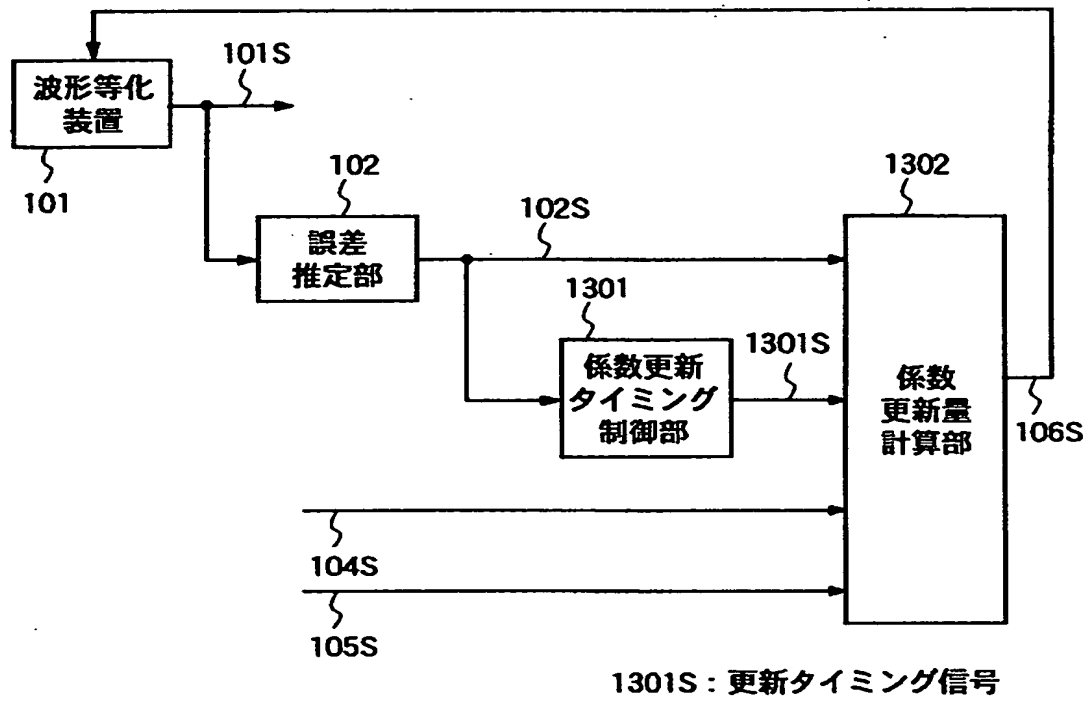 101S
波形等化
装置
101
102
102S
1302
誤差
推定部
1301
1301S
係数更新
タイミング
制御部
係数
更新量
計算部
106S
104S
105S
1301S：更新タイミング信号